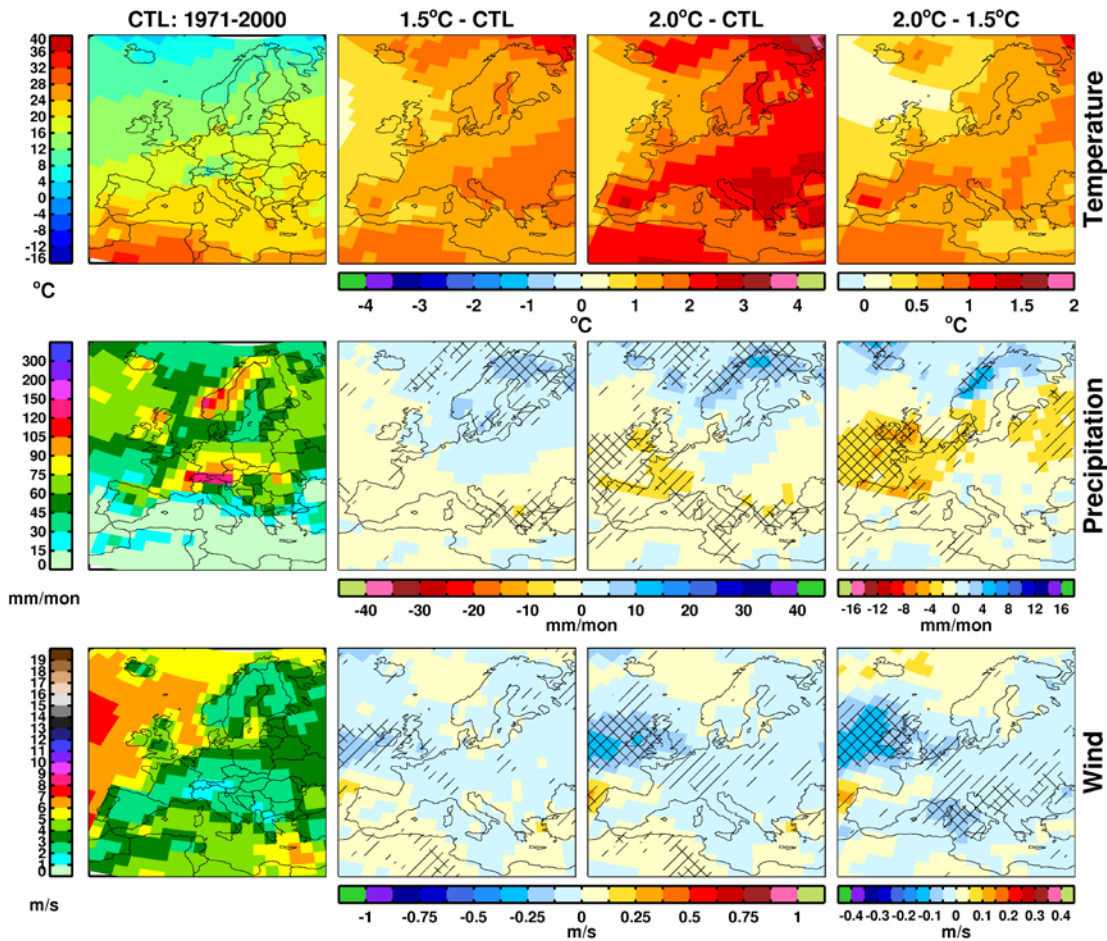 CTL: 1971-2000 1.5°C - CTL 2.0°C - CTL 2.0°C - 1.5°C
40
36
32
28
24
20
16
12
8
4
0
-4
-8
-12
-16
°C
Temperature
-4 -3 -2 -1 0 1 2 3 4
°C
0 0.5 1 1.5 2
°C
300
200
150
120
105
90
75
60
45
30
15
0
mm/mon
Precipitation
-40 -30 -20 -10 0 10 20 30 40
mm/mon
-16 -12 -8 -4 0 4 8 12 16
mm/mon
19
18
17
16
15
14
13
12
11
10
9
8
7
6
5
4
3
2
1
0
m/s
Wind
-1 -0.75 -0.5 -0.25 0 0.25 0.5 0.75 1
m/s
-0.4 -0.3 -0.2 -0.1 0 0.1 0.2 0.3 0.4
m/s